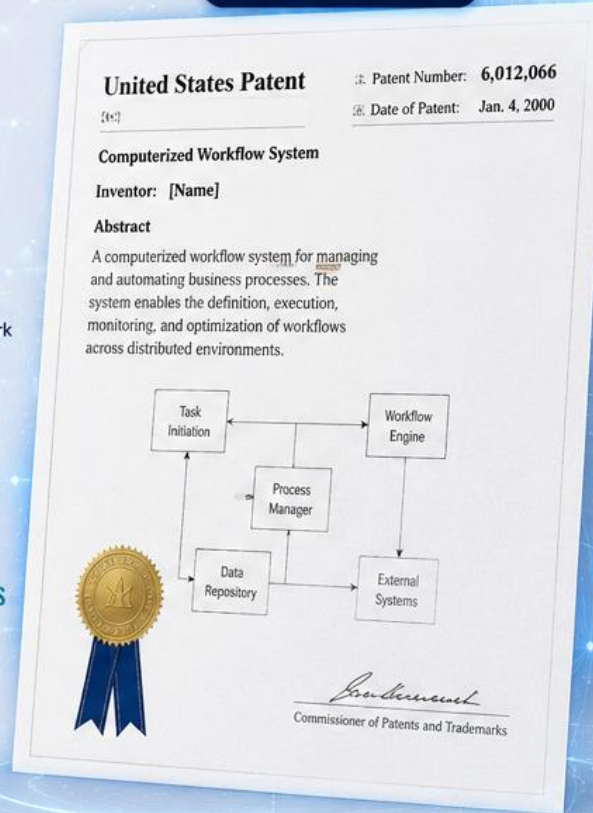 United States Patent
Patent Number: 6,012,066
Date of Patent: Jan. 4, 2000
Computerized Workflow System
Inventor: [Name]
Abstract
A computerized workflow system for managing
and automating business processes. The
system enables the definition, execution,
monitoring, and optimization of workflows
across distributed environments.
Task
Initiation
Workflow
Engine
Process
Manager
Data
Repository
External
Systems
Commissioner of Patents and Trademarks
rk
S